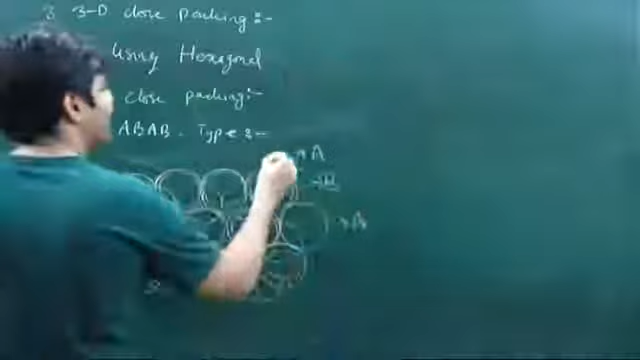 3 3-D close packing :-
using Hexagonal
close packing :-
ABAB. Type :-
→ A
→ B
→ A